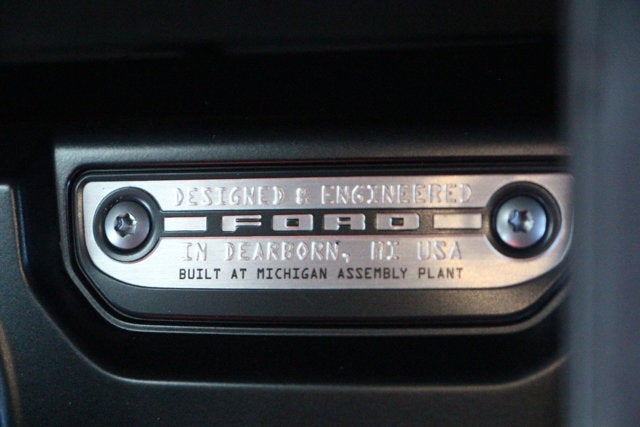 DESIGNED & ENGINEERED
FORD
IN DEARBORN, MI USA
BUILT AT MICHIGAN ASSEMBLY PLANT